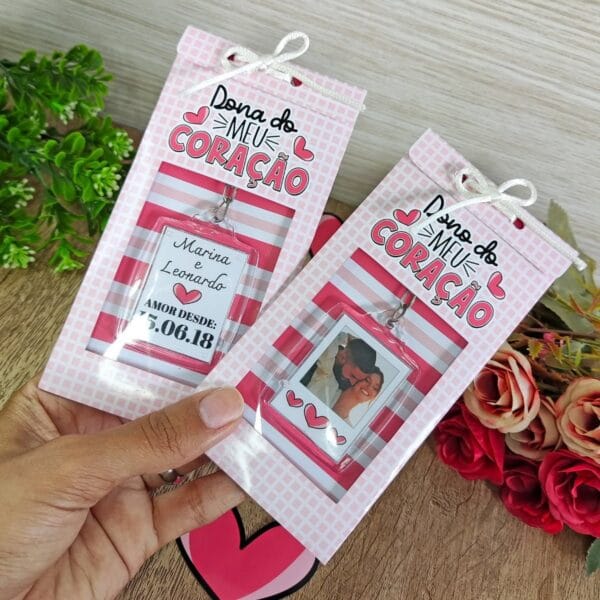 Dona do
MEU
CORAÇÃO
Marina
e
Leonardo
AMOR DESDE:
15.06.18
Dono do
MEU
CORAÇÃO